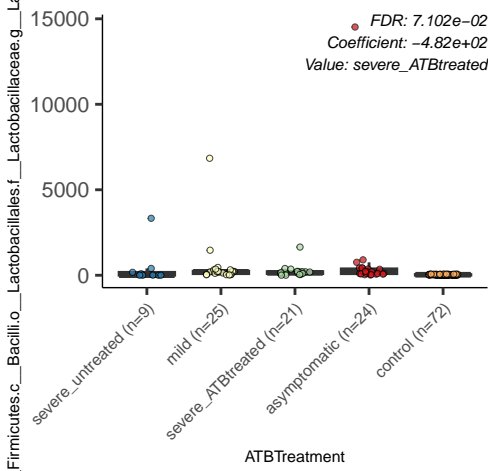 Firmicutes.c__Bacilli.o__Lactobacillales.f__Lactobacillaceae.g__La
15000
10000
5000
0
FDR: 7.102e−02
Coefficient: −4.82e+02
Value: severe_ATBtreated
severe_untreated (n=9)
mild (n=25)
severe_ATBtreated (n=21)
asymptomatic (n=24)
control (n=72)
ATBTreatment